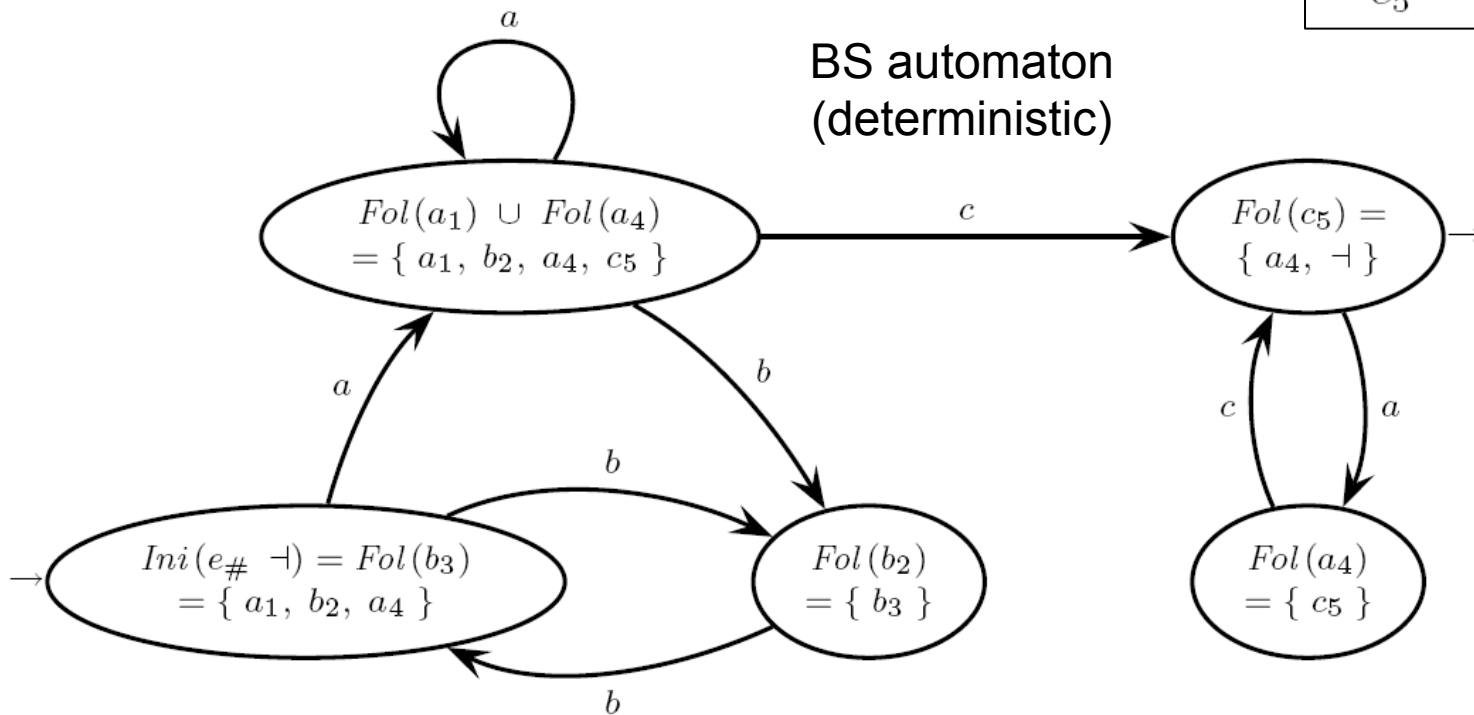 a
C5
BS automaton
(deterministic)
Fol(a₁) ∪ Fol(a₄)
= { a₁, b₂, a₄, c₅ }
c
Fol(c₅) =
{ a₄, ⊣ }
→
a
b
b
c
a
→
Ini(e# ⊣) = Fol(b₃)
= { a₁, b₂, a₄ }
Fol(b₂)
= { b₃ }
Fol(a₄)
= { c₅ }
b